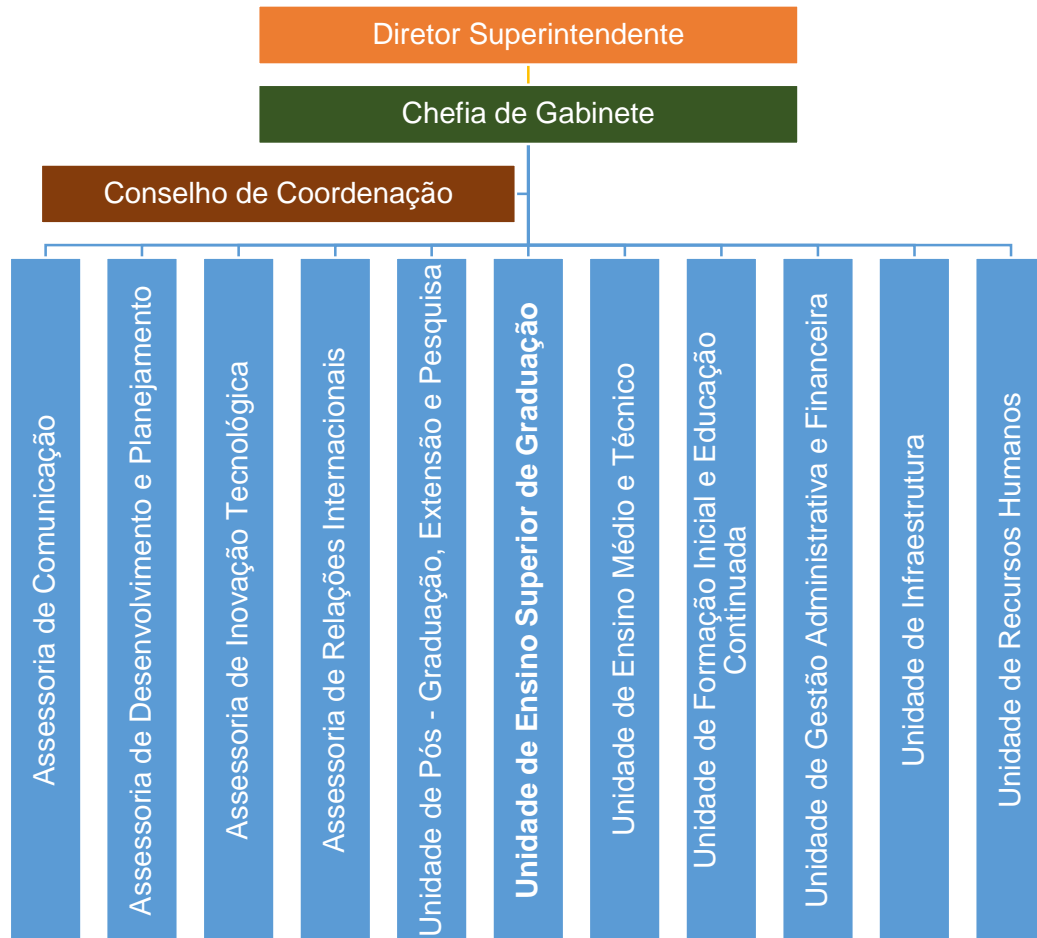 Diretor Superintendente
Chefia de Gabinete
Conselho de Coordenação
Assessoria de Comunicação
Assessoria de Desenvolvimento e Planejamento
Assessoria de Inovação Tecnológica
Assessoria de Relações Internacionais
Unidade de Pós - Graduação, Extensão e Pesquisa
Unidade de Ensino Superior de Graduação
Unidade de Ensino Médio e Técnico
Unidade de Formação Inicial e Educação
Continuada
Unidade de Gestão Administrativa e Financeira
Unidade de Infraestrutura
Unidade de Recursos Humanos